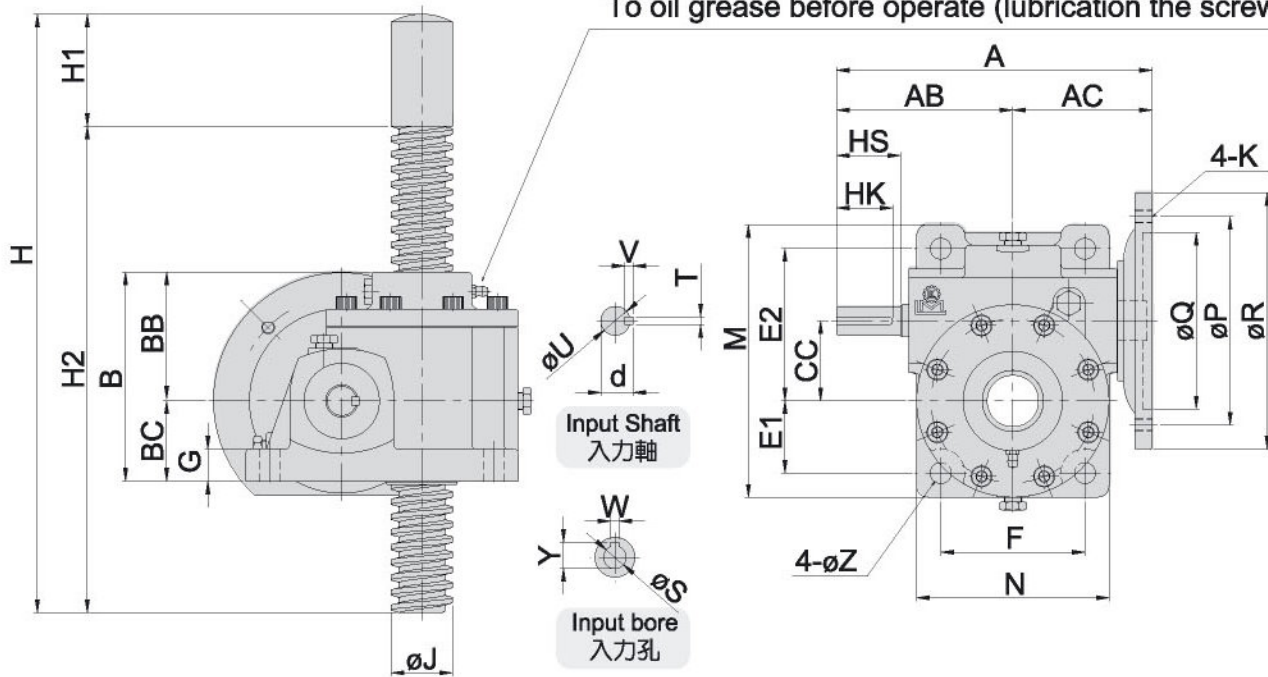 To oil grease before operate (lubrication the screw
A
AB
AC
HS
4-K
HK
H1
H
H2
B
BB
BC
G
V
T
øU
d
Input Shaft
入力軸
W
Y
øS
Input bore
入力孔
øJ
M
E2
CC
E1
øQ
øP
øR
F
4-øZ
N